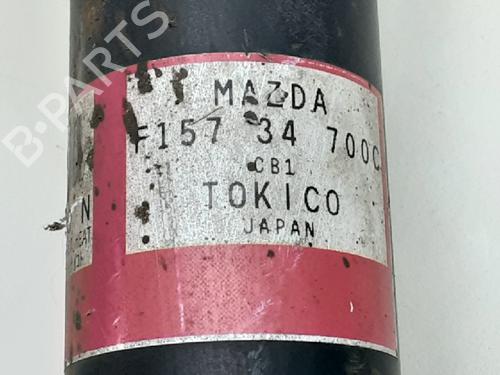 B-PARTS
MAZDA
F157 34 700C
CB1
TOKICO
JAPAN
N